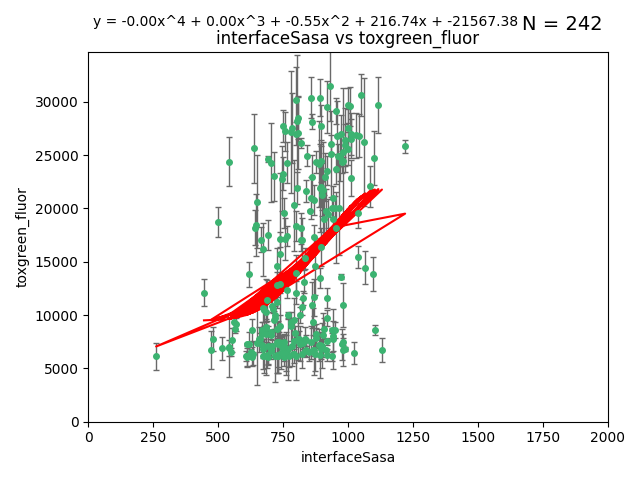 y = -0.00x^4 + 0.00x^3 + -0.55x^2 + 216.74x + -21567.38 N = 242
interfaceSasa vs toxgreen_fluor
30000
25000
20000
15000
10000
5000
0
toxgreen_fluor
0 250 500 750 1000 1250 1500 1750 2000
interfaceSasa